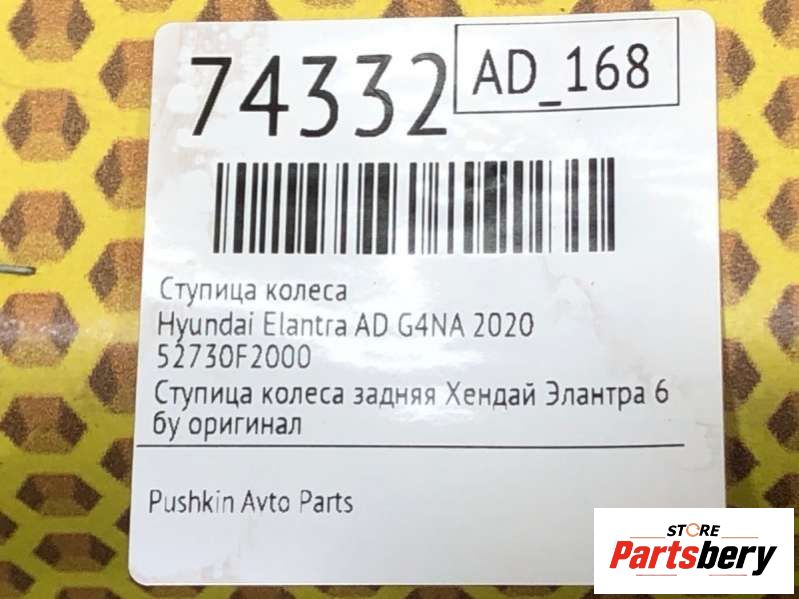 74332
AD_168
Ступица колеса
Hyundai Elantra AD G4NA 2020
52730F2000
Ступица колеса задняя Хендай Элантра 6
бу оригинал
Pushkin Avto Parts
STORE
Partsbery